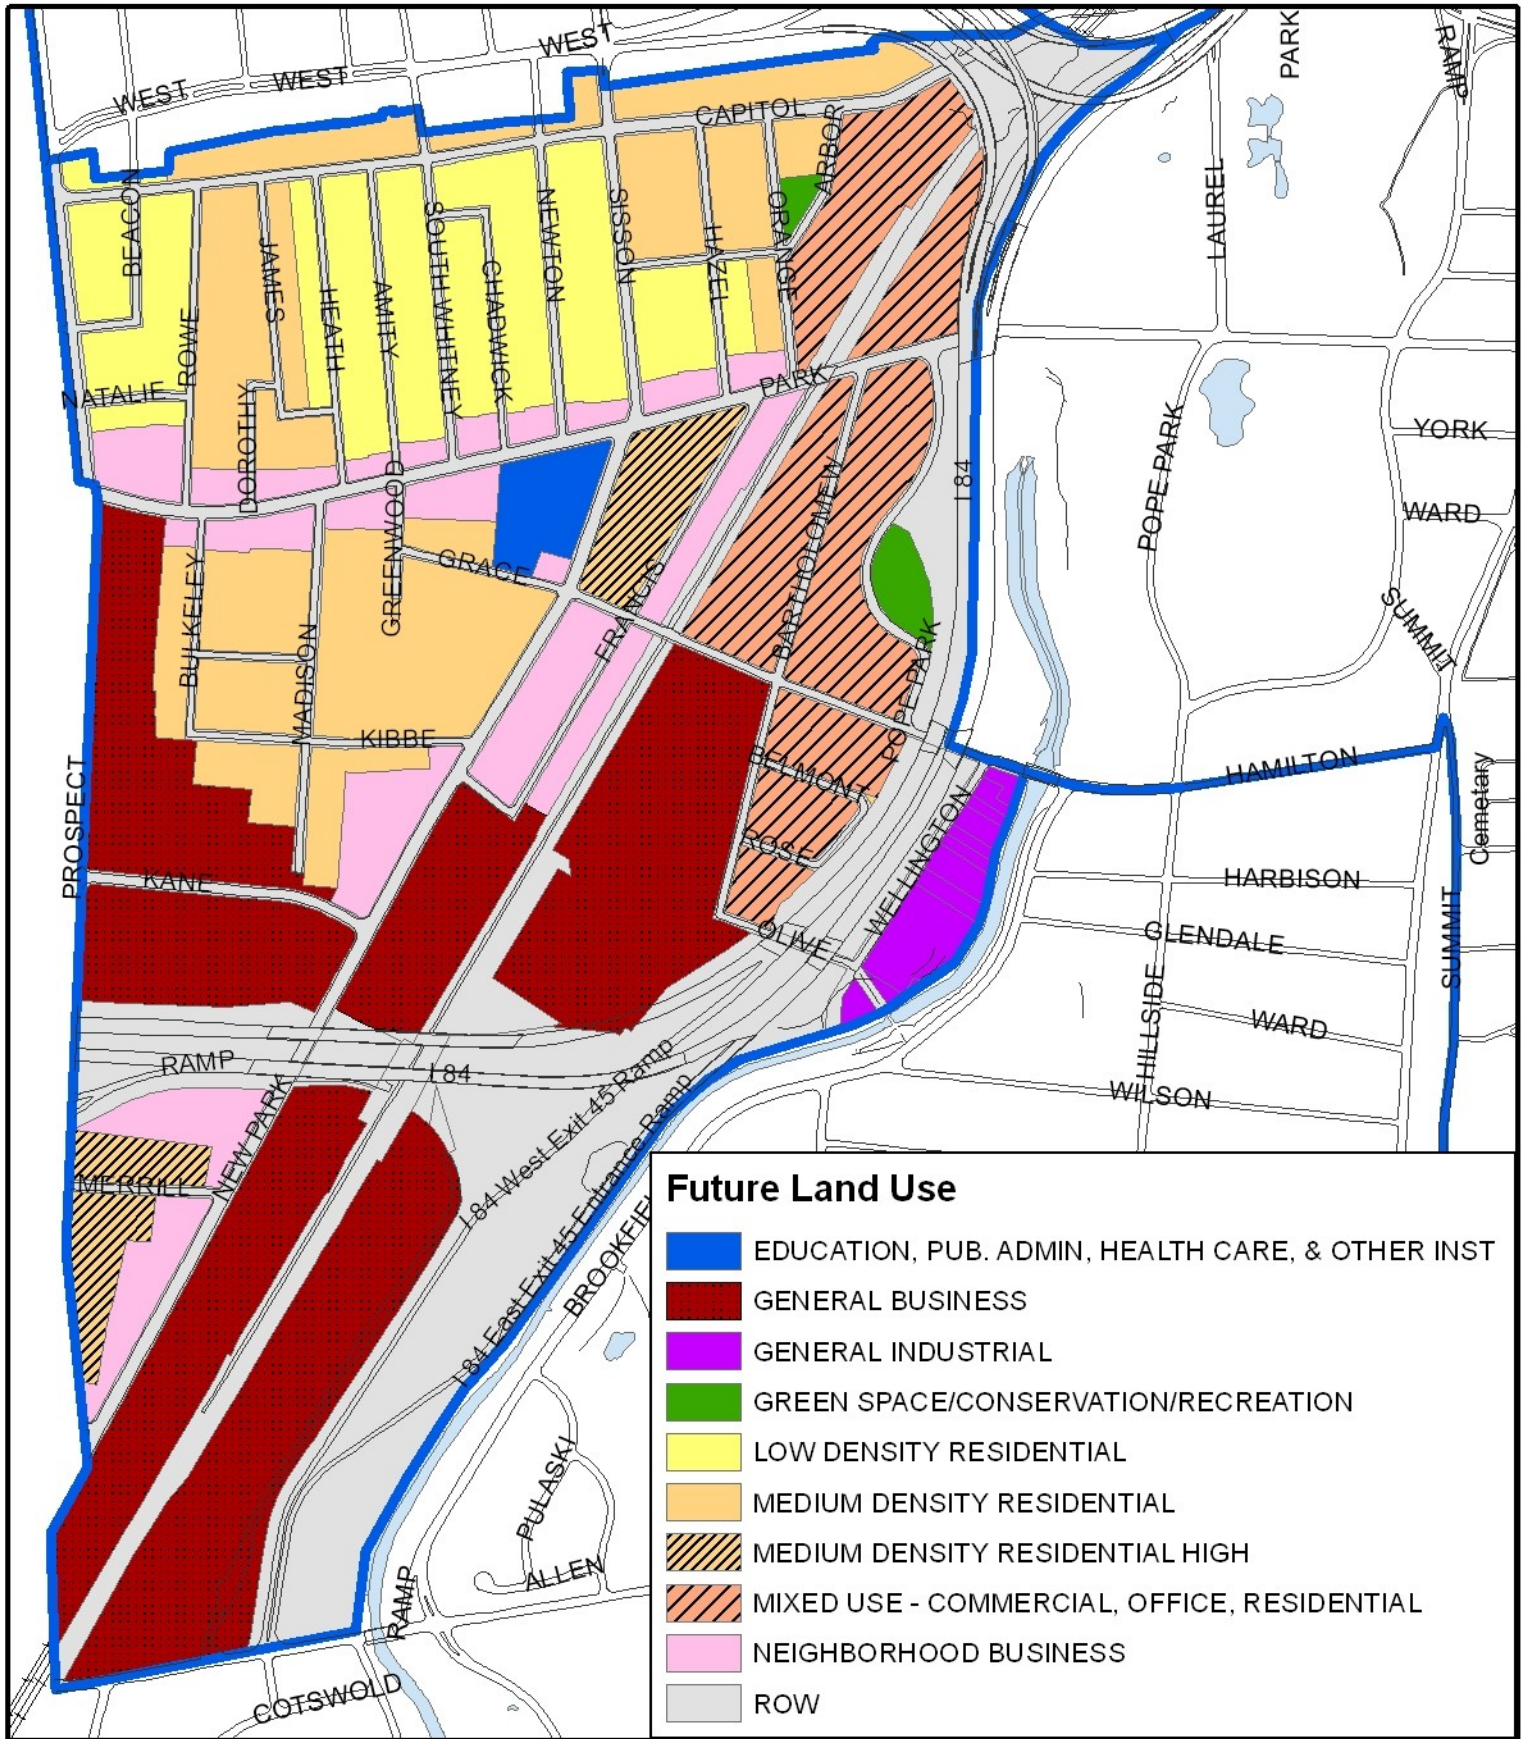 WEST
WEST
WEST
PARK
RAMP
CAPITOL
ARBOR
BEACON
JAMES
SOUTH WHITNEY
NEWTON
SISSON
ORANGE
HAZEL
LAUREL
ROWE
HEATH
AMITY
CHADWICK
NATALIE
DOROTHY
PARK
YORK
POPE PARK
WARD
I 84
GREENWOOD
BARTHOLOMEW
GRACE
BULKELEY
FRANCIS
MADISON
POPE PARK
SUMMIT
KIBBE
BELMONT
HAMILTON
Cemetary
PROSPECT
WELLINGTON
ROSE
KANE
HARBISON
OLIVE
GLENDALE
SUMMIT
HILLSIDE
WARD
RAMP
I 84
WILSON
NEW PARK
I 84 West Exit 45 Ramp
I 84 East Exit 45 Entrance Ramp
MERRILL
BROOKFIEL
PULASKI
ALLEN
RAMP
COTSWOLD
Future Land Use
EDUCATION, PUB. ADMIN, HEALTH CARE, & OTHER INST
GENERAL BUSINESS
GENERAL INDUSTRIAL
GREEN SPACE/CONSERVATION/RECREATION
LOW DENSITY RESIDENTIAL
MEDIUM DENSITY RESIDENTIAL
MEDIUM DENSITY RESIDENTIAL HIGH
MIXED USE - COMMERCIAL, OFFICE, RESIDENTIAL
NEIGHBORHOOD BUSINESS
ROW